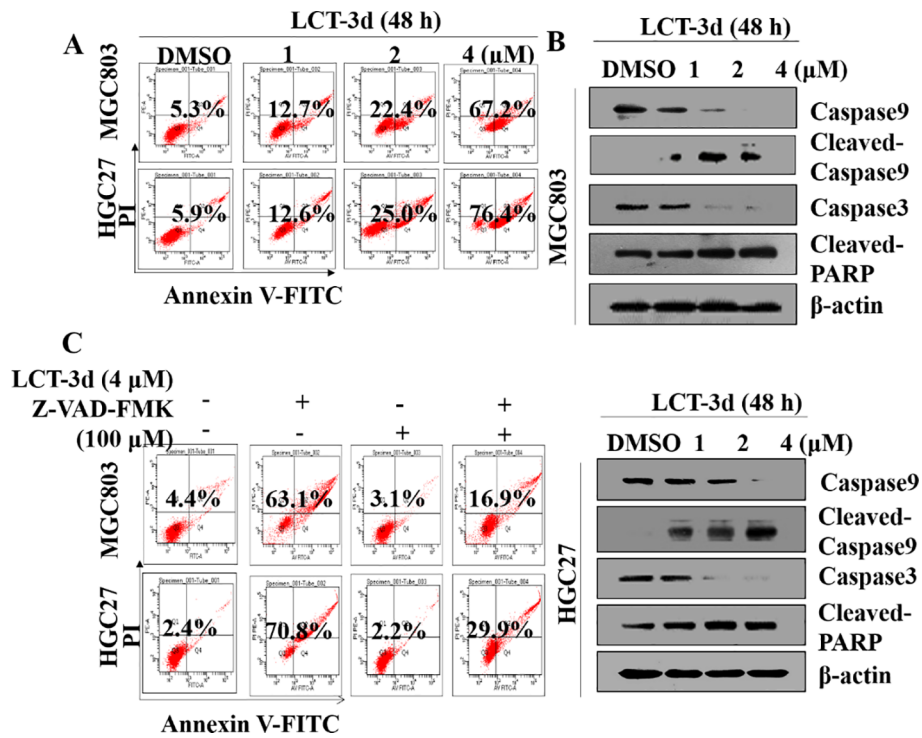 A
LCT-3d (48 h)
DMSO 1 2 4 (μM)
MGC803
5.3% 12.7% 22.4% 67.2%
HGC27
PI
5.9% 12.6% 25.0% 76.4%
Annexin V-FITC
B
LCT-3d (48 h)
DMSO 1 2 4 (μM)
MGC803
Caspase9
Cleaved-
Caspase9
Caspase3
Cleaved-
PARP
β-actin
C
LCT-3d (4 μM) - + - +
Z-VAD-FMK
(100 μM) - - + +
MGC803
4.4% 63.1% 3.1% 16.9%
HGC27
PI
2.4% 70.8% 2.2% 29.9%
Annexin V-FITC
LCT-3d (48 h)
DMSO 1 2 4 (μM)
HGC27
Caspase9
Cleaved-
Caspase9
Caspase3
Cleaved-
PARP
β-actin